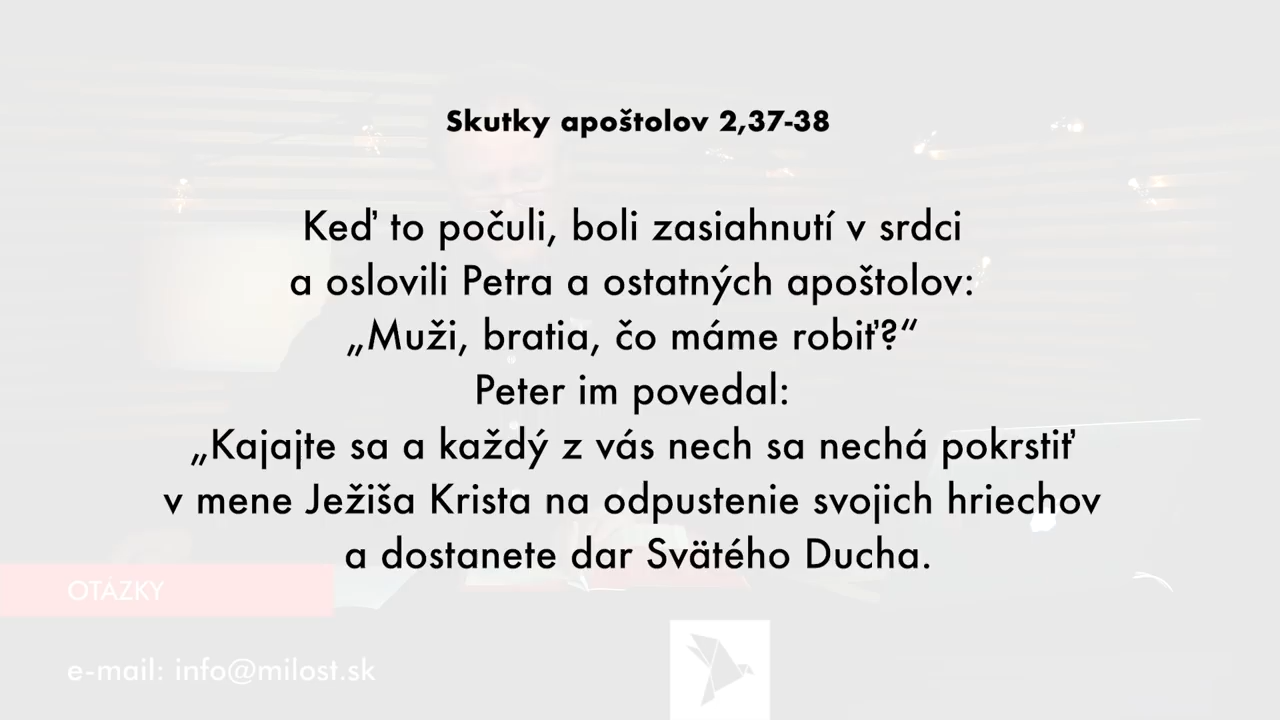 Skutky apoštolov 2,37-38
Keď to počuli, boli zasiahnutí v srdci
a oslovili Petra a ostatných apoštolov:
„Muži, bratia, čo máme robiť?“
Peter im povedal:
„Kajajte sa a každý z vás nech sa nechá pokrstiť
v mene Ježiša Krista na odpustenie svojich hriechov
a dostanete dar Svätého Ducha.
OTÁZKY
e-mail: info@milost.sk